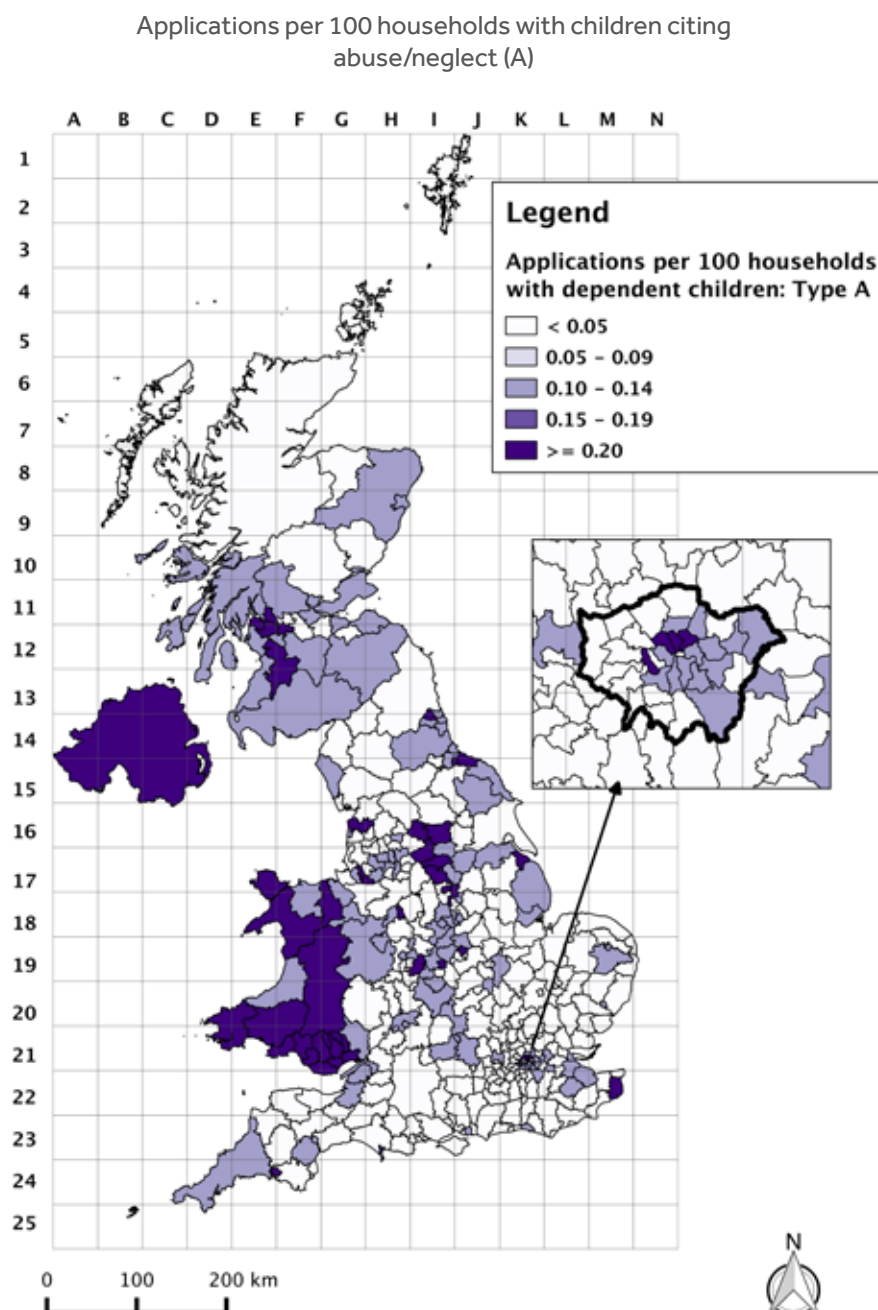 Applications per 100 households with children citing
abuse/neglect (A)
A B C D E F G H I J K L M N
1
2
3
4
5
6
7
8
9
10
11
12
13
14
15
16
17
18
19
20
21
22
23
24
25
Legend
Applications per 100 households
with dependent children: Type A
< 0.05
0.05 - 0.09
0.10 - 0.14
0.15 - 0.19
>= 0.20
N
0 100 200 km